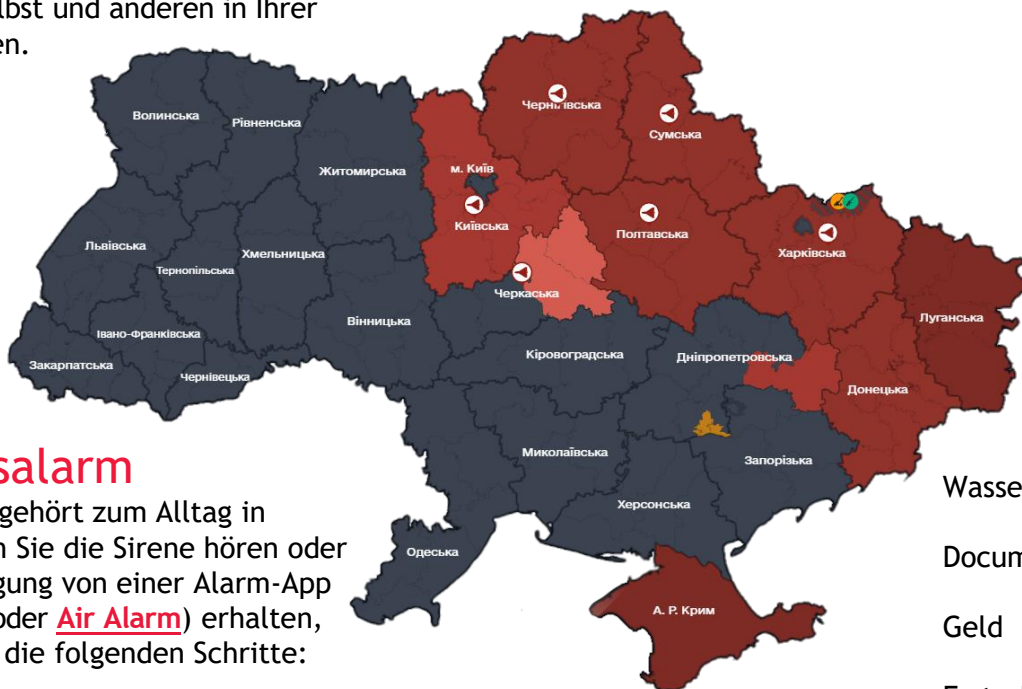 lbst und anderen in Ihrer
en.
Волинська
Рівненська
Житомирська
м. Київ
Київська
Чернігівська
Сумська
Полтавська
Харківська
Луганська
Львівська
Тернопільська
Хмельницька
Вінницька
Черкаська
Івано-Франківська
Закарпатська
Чернівецька
Кіровоградська
Дніпропетровська
Донецька
Миколаївська
Запорізька
Херсонська
Одеська
А. Р. Крим
salarm
gehört zum Alltag in
n Sie die Sirene hören oder
gung von einer Alarm-App
oder Air Alarm) erhalten,
die folgenden Schritte:
Wasse
Docum
Geld